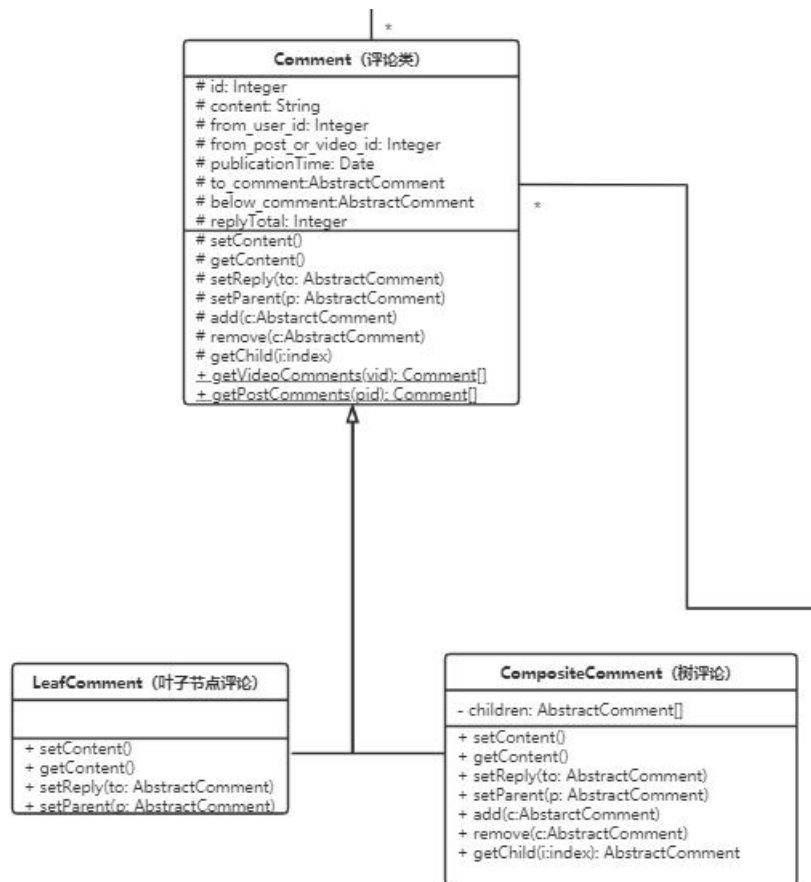 *
Comment（评论类）
# id: Integer
# content: String
# from_user_id: Integer
# from_post_or_video_id: Integer
# publicationTime: Date
# to_comment:AbstractComment
# below_comment:AbstractComment
# replyTotal: Integer
*
# setContent()
# getContent()
# setReply(to: AbstractComment)
# setParent(p: AbstractComment)
# add(c:AbstarctComment)
# remove(c:AbstractComment)
# getChild(i:index)
+ getVideoComments(vid): Comment[]
+ getPostComments(pid): Comment[]
LeafComment（叶子节点评论）
+ setContent()
+ getContent()
+ setReply(to: AbstractComment)
+ setParent(p: AbstractComment)
CompositeComment（树评论）
- children: AbstractComment[]
+ setContent()
+ getContent()
+ setReply(to: AbstractComment)
+ setParent(p: AbstractComment)
+ add(c:AbstarctComment)
+ remove(c:AbstractComment)
+ getChild(i:index): AbstractComment